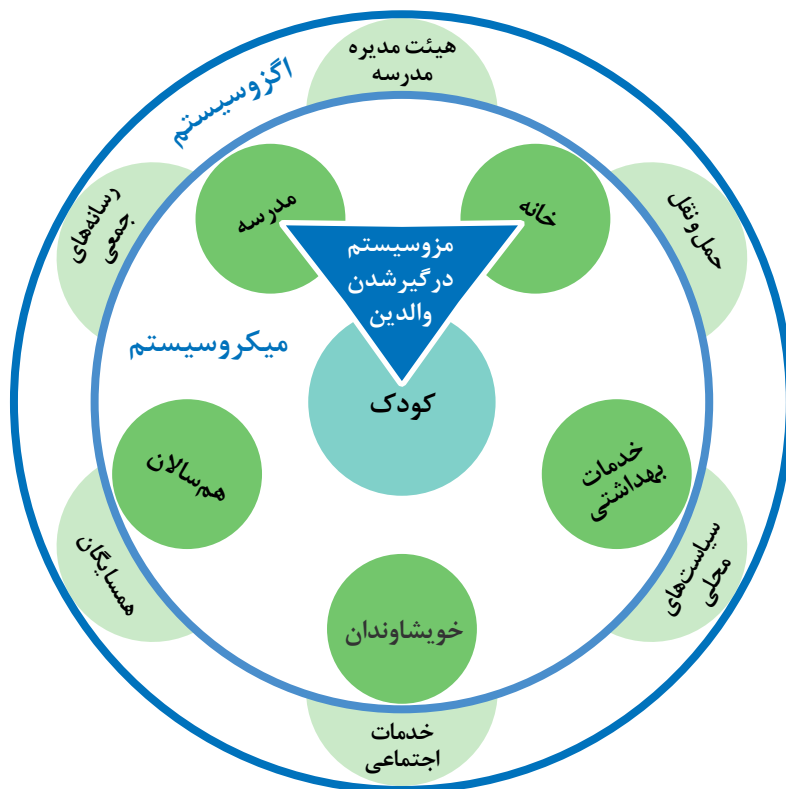 هیئت مدیره
مدرسه
اگزوسیستم
رسانه‌های
جمعی
مدرسه
خانه
حمل و نقل
مزوسیستم
درگیرشدن
والدین
میکروسیستم
کودک
هم‌سالان
خدمات
بهداشتی
همسایگان
سیاست‌های
محلی
خویشاوندان
خدمات
اجتماعی